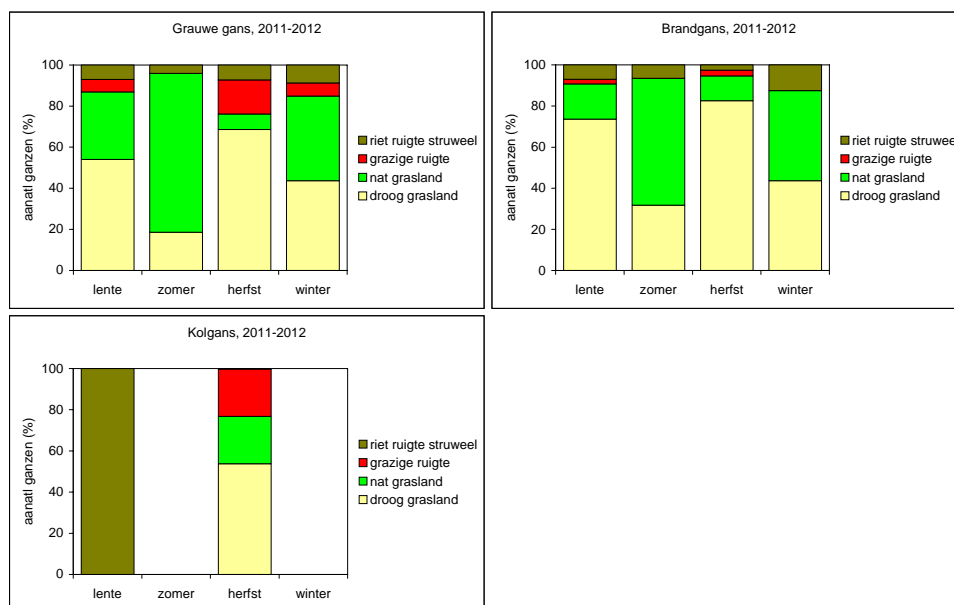 Grauwe gans, 2011-2012
100
80
60
40
20
0
aanatl ganzen (%)
lente zomer herfst winter
riet ruigte struweel
grazige ruigte
nat grasland
droog grasland
Brandgans, 2011-2012
100
80
60
40
20
0
aanatl ganzen (%)
lente zomer herfst winter
riet ruigte struweel
grazige ruigte
nat grasland
droog grasland
Kolgans, 2011-2012
100
80
60
40
20
0
aanatl ganzen (%)
lente zomer herfst winter
riet ruigte struweel
grazige ruigte
nat grasland
droog grasland